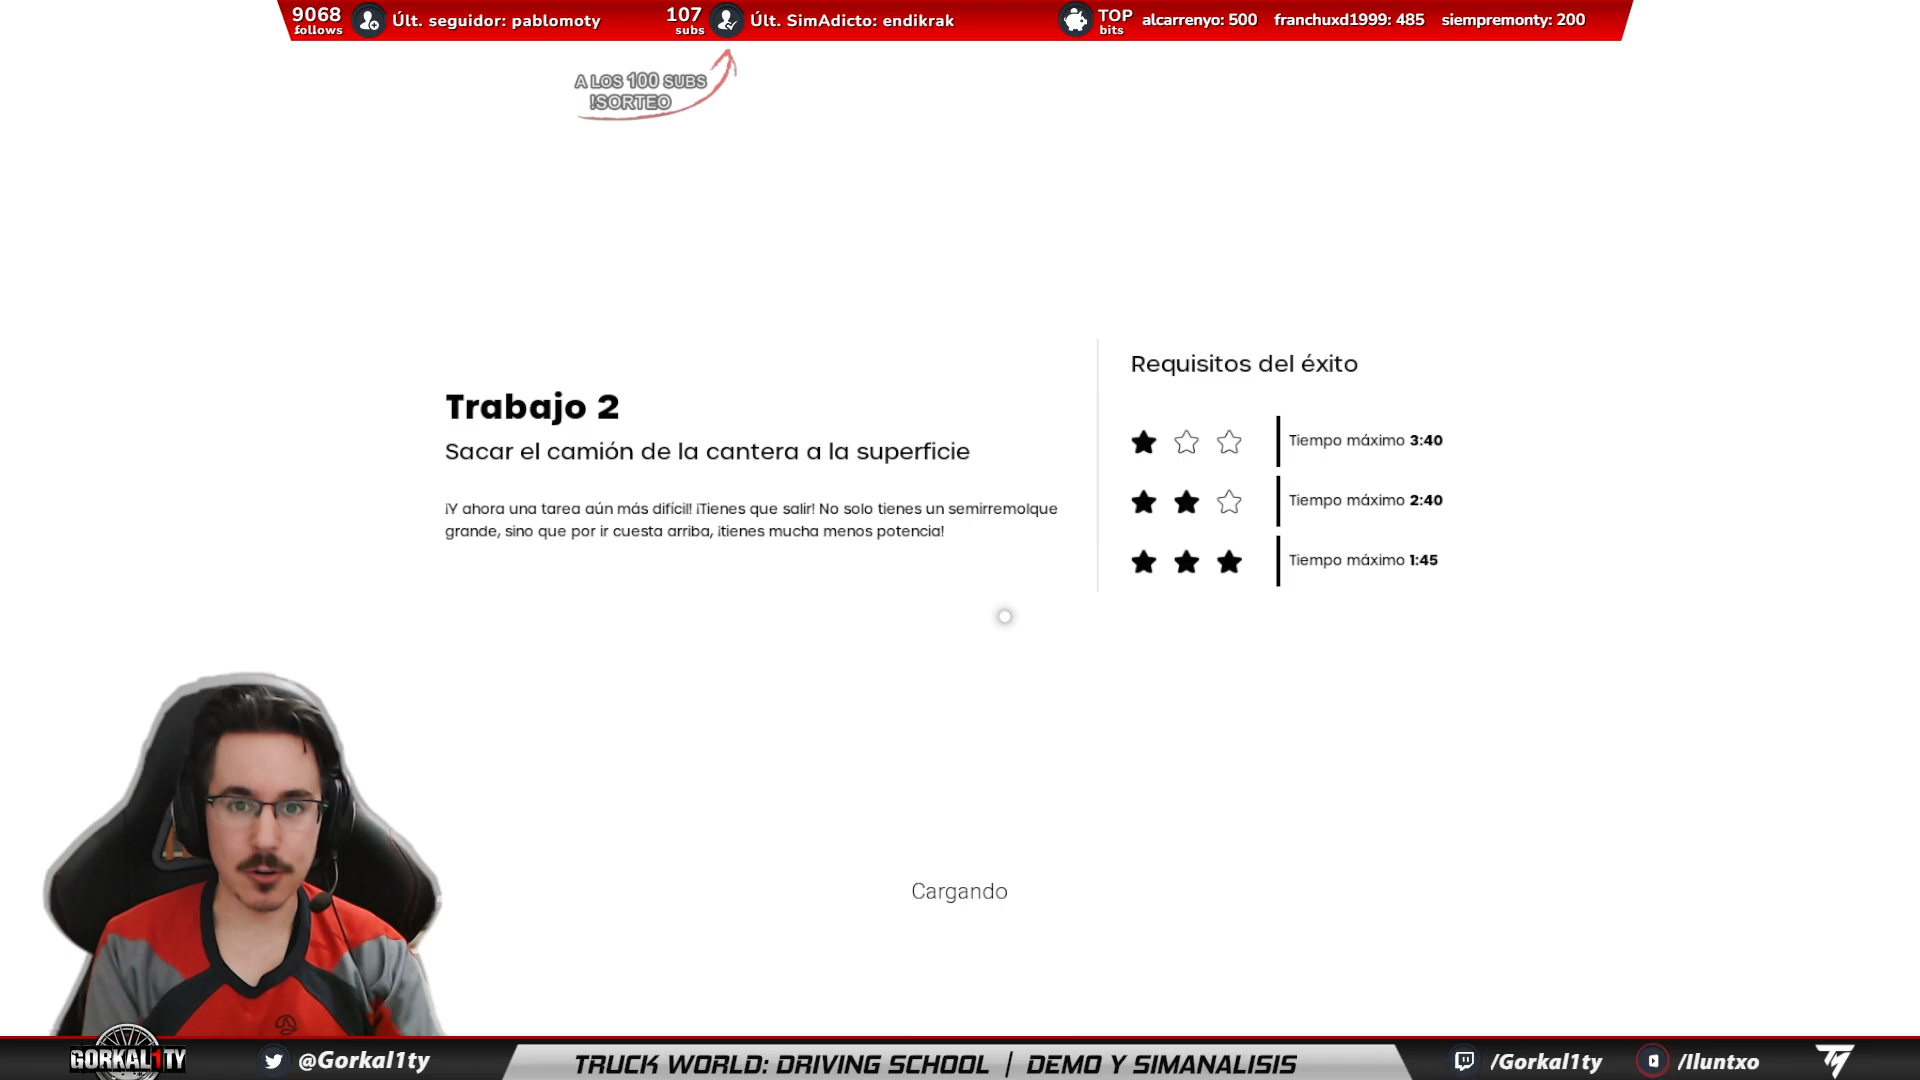 9068
follows
Últ. seguidor: pablomoty
107
subs
Últ. SimAdicto: endikrak
TOP
bits
alcarrenyo: 500 franchuxd1999: 485 siempremonty: 200
A LOS 100 SUBS
!SORTEO
Trabajo 2
Sacar el camión de la cantera a la superficie
¡Y ahora una tarea aún más difícil! ¡Tienes que salir! No solo tienes un semirremolque
grande, sino que por ir cuesta arriba, ¡tienes mucha menos potencia!
Requisitos del éxito
Tiempo máximo 3:40
Tiempo máximo 2:40
Tiempo máximo 1:45
Cargando
GORKAL1TY
@Gorkal1ty
TRUCK WORLD: DRIVING SCHOOL | DEMO Y SIMANALISIS
/Gorkal1ty
/Iluntxo